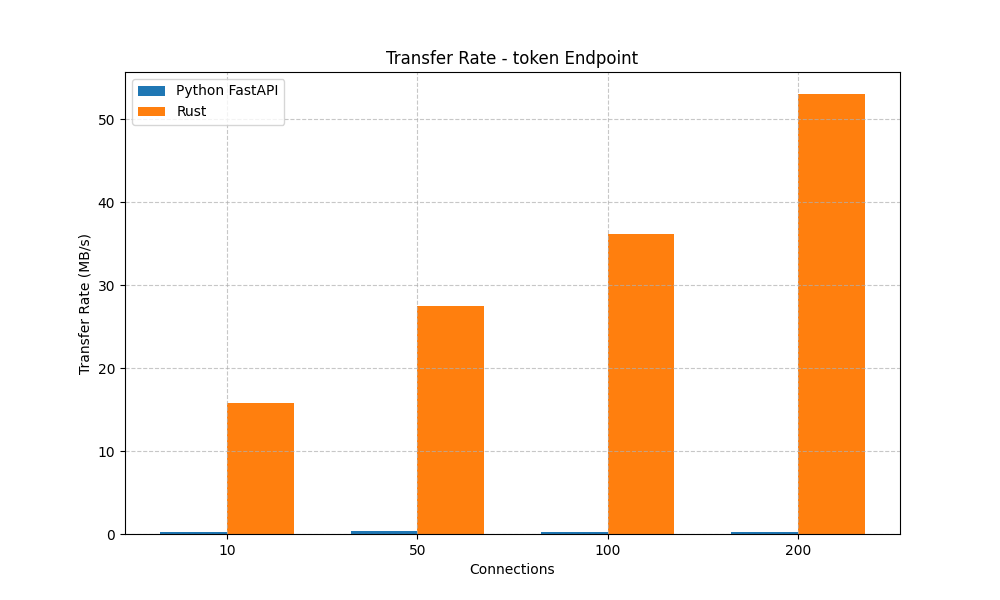 Transfer Rate - token Endpoint
Python FastAPI
Rust
50
40
30
20
10
0
Transfer Rate (MB/s)
10
50
100
200
Connections